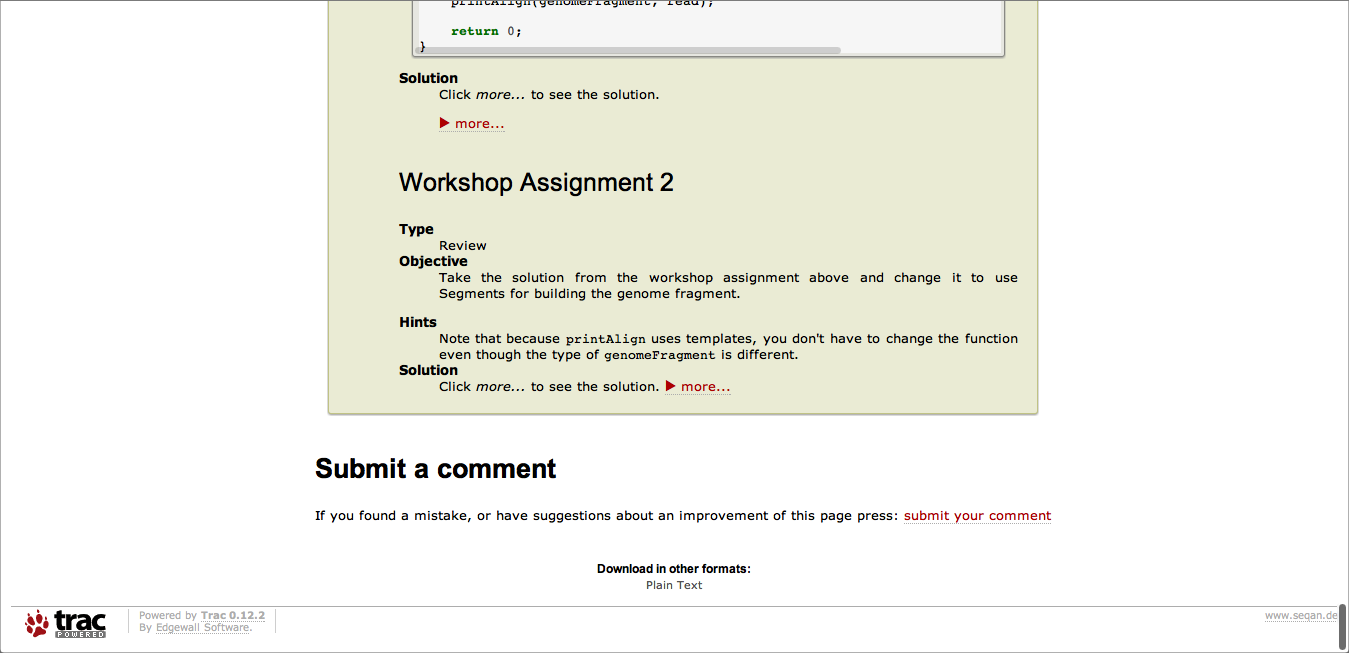 printAlign(genomeFragment, read);
return 0;
}
Solution
Click more... to see the solution.
more...
Workshop Assignment 2
Type
Review
Objective
Take the solution from the workshop assignment above and change it to use
Segments for building the genome fragment.
Hints
Note that because printAlign uses templates, you don't have to change the function
even though the type of genomeFragment is different.
Solution
Click more... to see the solution. more...
Submit a comment
If you found a mistake, or have suggestions about an improvement of this page press: submit your comment
Download in other formats:
Plain Text
trac
POWERED
Powered by Trac 0.12.2
By Edgewall Software.
www.seqan.de